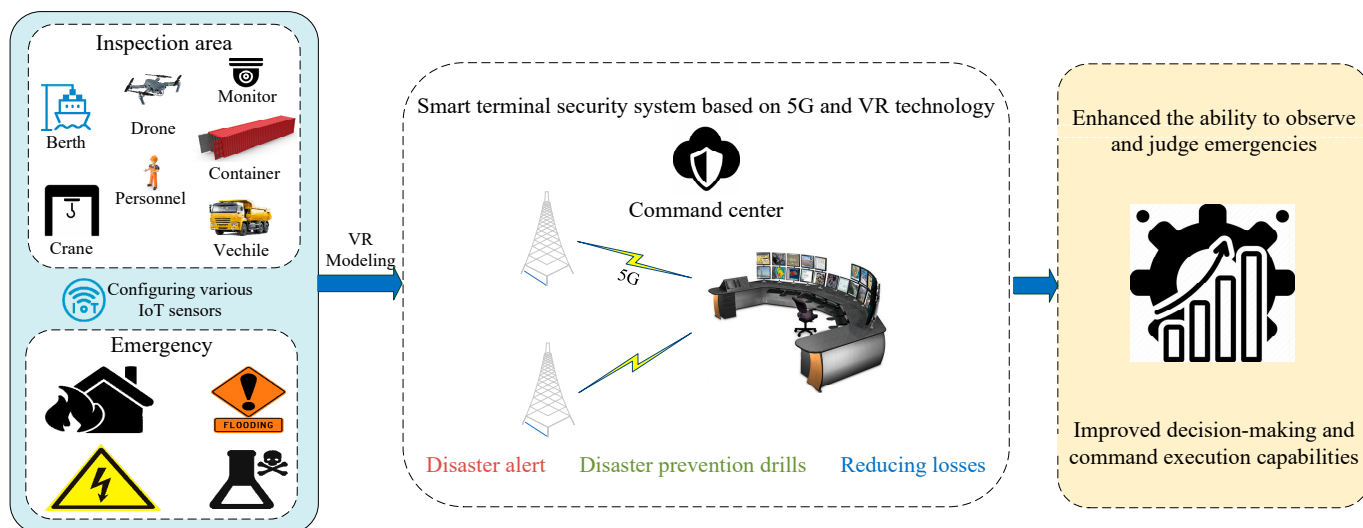 Inspection area
Monitor
Drone
Berth
Container
Personnel
Crane
Vechile
IoT
Configuring various
IoT sensors
Emergency
FLOODING
VR
Modeling
Smart terminal security system based on 5G and VR technology
Command center
5G
Disaster alert
Disaster prevention drills
Reducing losses
Enhanced the ability to observe
and judge emergencies
Improved decision-making and
command execution capabilities